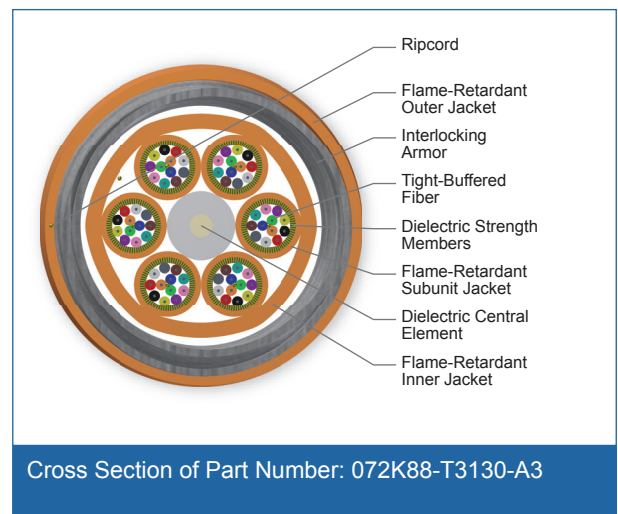 Ripcord
Flame-Retardant
Outer Jacket
Interlocking
Armor
Tight-Buffered
Fiber
Dielectric Strength
Members
Flame-Retardant
Subunit Jacket
Dielectric Central
Element
Flame-Retardant
Inner Jacket
Cross Section of Part Number: 072K88-T3130-A3